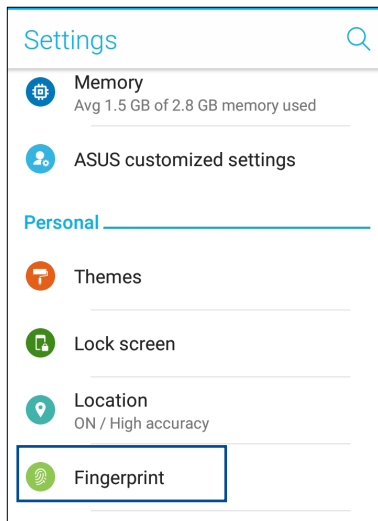 Settings
Memory
Avg 1.5 GB of 2.8 GB memory used
ASUS customized settings
Personal
Themes
Lock screen
Location
ON / High accuracy
Fingerprint